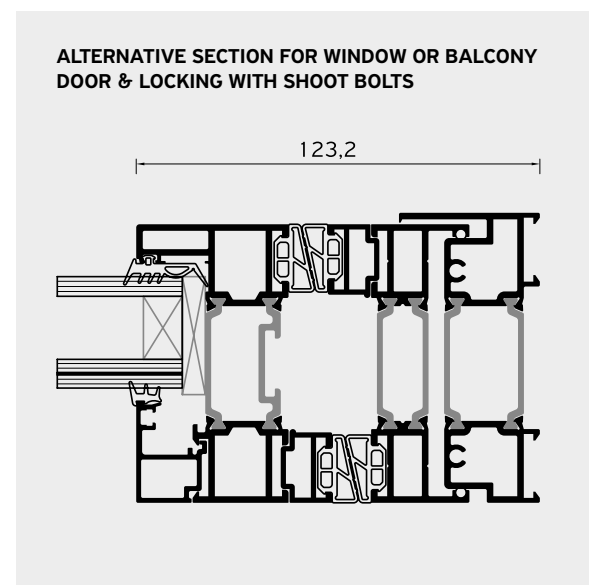 ALTERNATIVE SECTION FOR WINDOW OR BALCONY
DOOR & LOCKING WITH SHOOT BOLTS
123,2